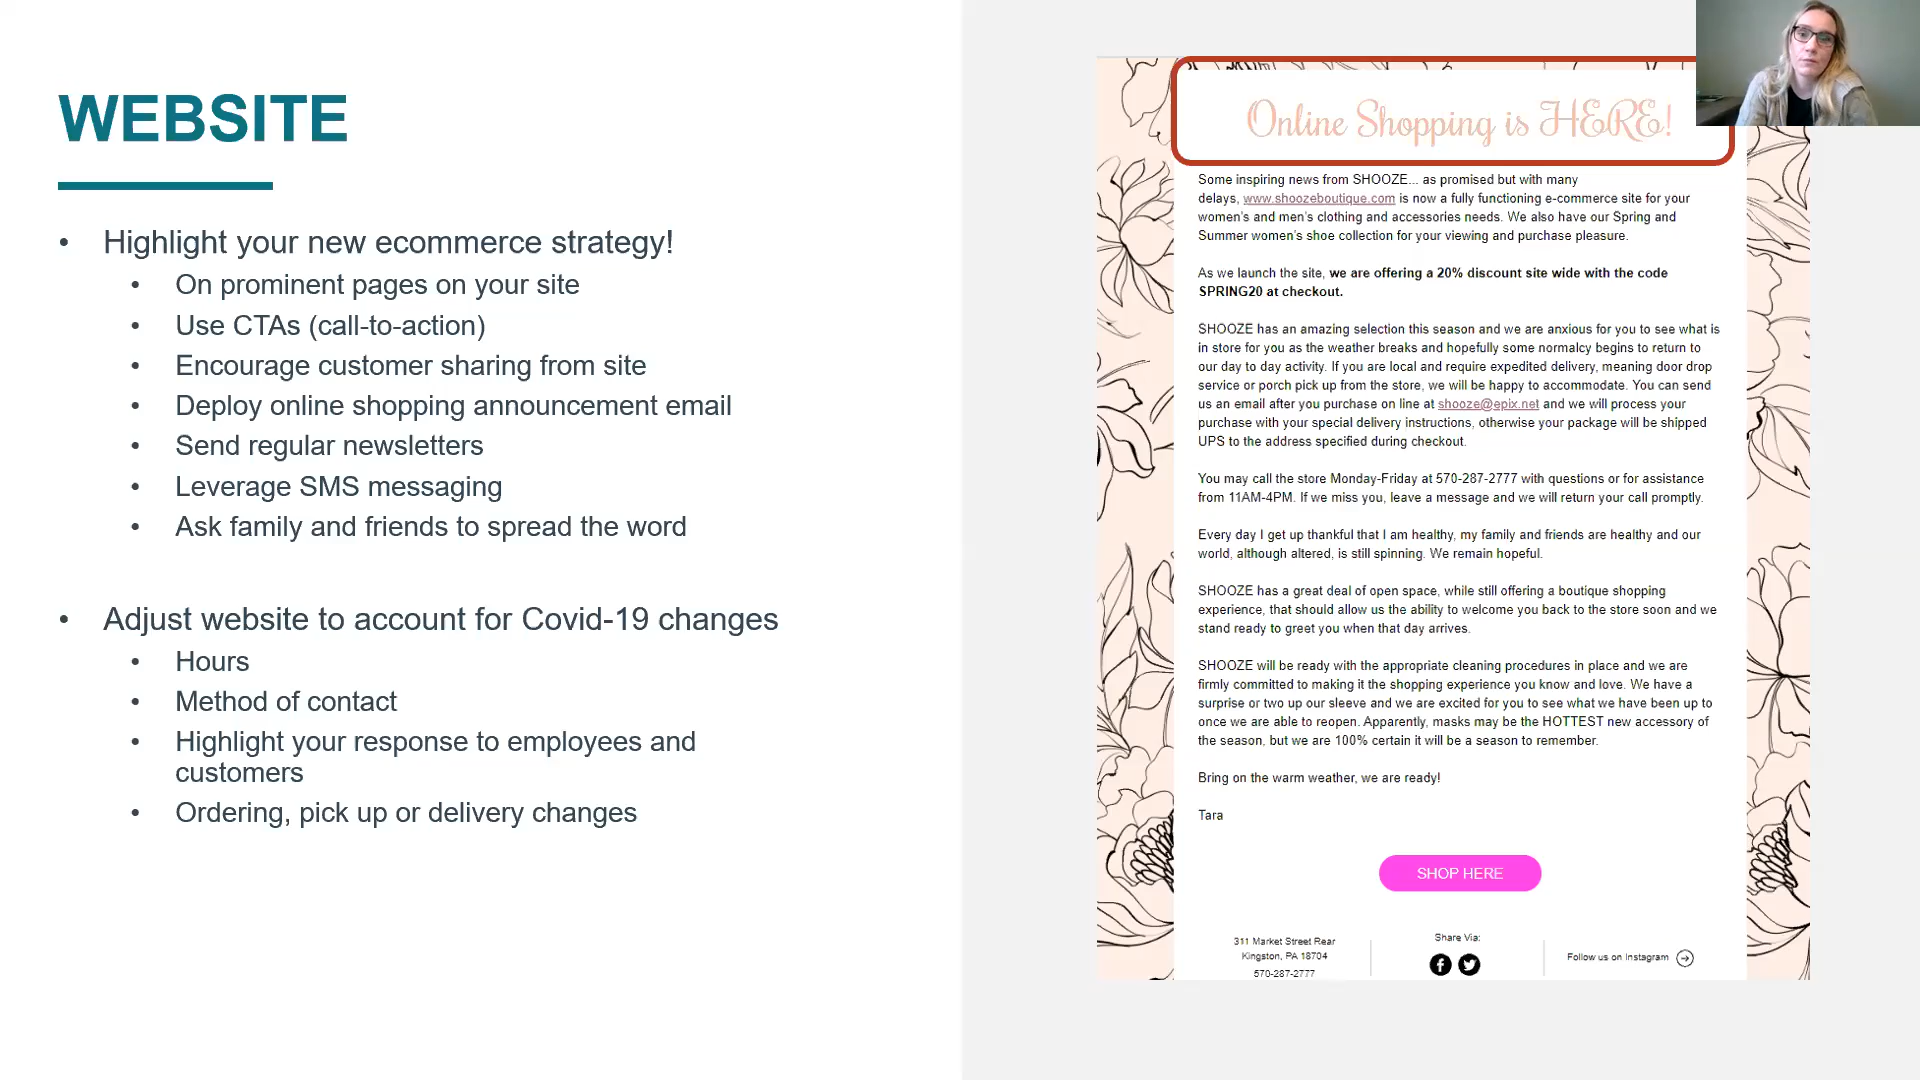 WEBSITE
• Highlight your new ecommerce strategy!
• On prominent pages on your site
• Use CTAs (call-to-action)
• Encourage customer sharing from site
• Deploy online shopping announcement email
• Send regular newsletters
• Leverage SMS messaging
• Ask family and friends to spread the word
• Adjust website to account for Covid-19 changes
• Hours
• Method of contact
• Highlight your response to employees and
customers
• Ordering, pick up or delivery changes
Online Shopping is HERE!
Some inspiring news from SHOOZE... as promised but with many
delays, www.shoozeboutique.com is now a fully functioning e-commerce site for your
women's and men's clothing and accessories needs. We also have our Spring and
Summer women's shoe collection for your viewing and purchase pleasure.
As we launch the site, we are offering a 20% discount site wide with the code
SPRING20 at checkout.
SHOOZE has an amazing selection this season and we are anxious for you to see what is
in store for you as the weather breaks and hopefully some normalcy begins to return to
our day to day activity. If you are local and require expedited delivery, meaning door drop
service or porch pick up from the store, we will be happy to accommodate. You can send
us an email after you purchase on line at shooze@epix.net and we will process your
purchase with your special delivery instructions, otherwise your package will be shipped
UPS to the address specified during checkout.
You may call the store Monday-Friday at 570-287-2777 with questions or for assistance
from 11AM-4PM. If we miss you, leave a message and we will return your call promptly.
Every day I get up thankful that I am healthy, my family and friends are healthy and our
world, although altered, is still spinning. We remain hopeful.
SHOOZE has a great deal of open space, while still offering a boutique shopping
experience, that should allow us the ability to welcome you back to the store soon and we
stand ready to greet you when that day arrives.
SHOOZE will be ready with the appropriate cleaning procedures in place and we are
firmly committed to making it the shopping experience you know and love. We have a
surprise or two up our sleeve and we are excited for you to see what we have been up to
once we are able to reopen. Apparently, masks may be the HOTTEST new accessory of
the season, but we are 100% certain it will be a season to remember.
Bring on the warm weather, we are ready!
Tara
SHOP HERE
311 Market Street Rear
Kingston, PA 18704
570-287-2777
Share Via:
Follow us on Instagram